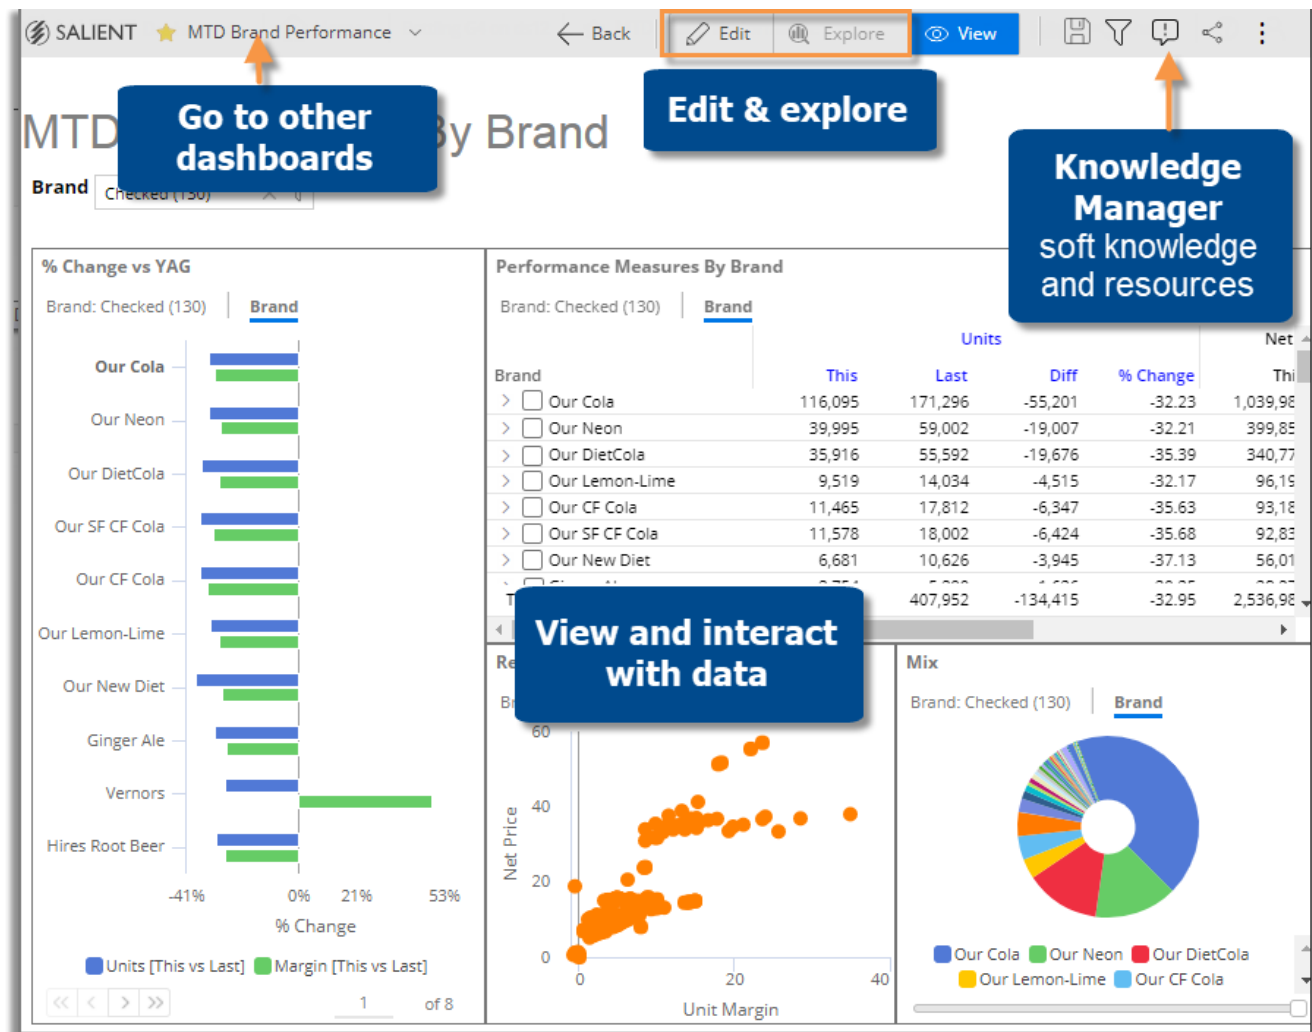 SALIENT MTD Brand Performance Back Edit Explore View
Go to other
dashboards
Edit & explore
Knowledge
Manager
soft knowledge
and resources
MTD By Brand
Brand Checked (130)
% Change vs YAG
Brand: Checked (130) Brand
Our Cola
Our Neon
Our DietCola
Our SF CF Cola
Our CF Cola
Our Lemon-Lime
Our New Diet
Ginger Ale
Vernors
Hires Root Beer
-41% 0% 21% 53%
% Change
Units [This vs Last] Margin [This vs Last]
<< < > >> 1 of 8
Performance Measures By Brand
Brand: Checked (130) Brand
Units Net
Brand This Last Diff % Change Thi
Our Cola 116,095 171,296 -55,201 -32.23 1,039,98
Our Neon 39,995 59,002 -19,007 -32.21 399,85
Our DietCola 35,916 55,592 -19,676 -35.39 340,77
Our Lemon-Lime 9,519 14,034 -4,515 -32.17 96,19
Our CF Cola 11,465 17,812 -6,347 -35.63 93,18
Our SF CF Cola 11,578 18,002 -6,424 -35.68 92,83
Our New Diet 6,681 10,626 -3,945 -37.13 56,01
407,952 -134,415 -32.95 2,536,98
View and interact
with data
60
40
20
0
Net Price
0 20 40
Unit Margin
Mix
Brand: Checked (130) Brand
Our Cola Our Neon Our DietCola
Our Lemon-Lime Our CF Cola